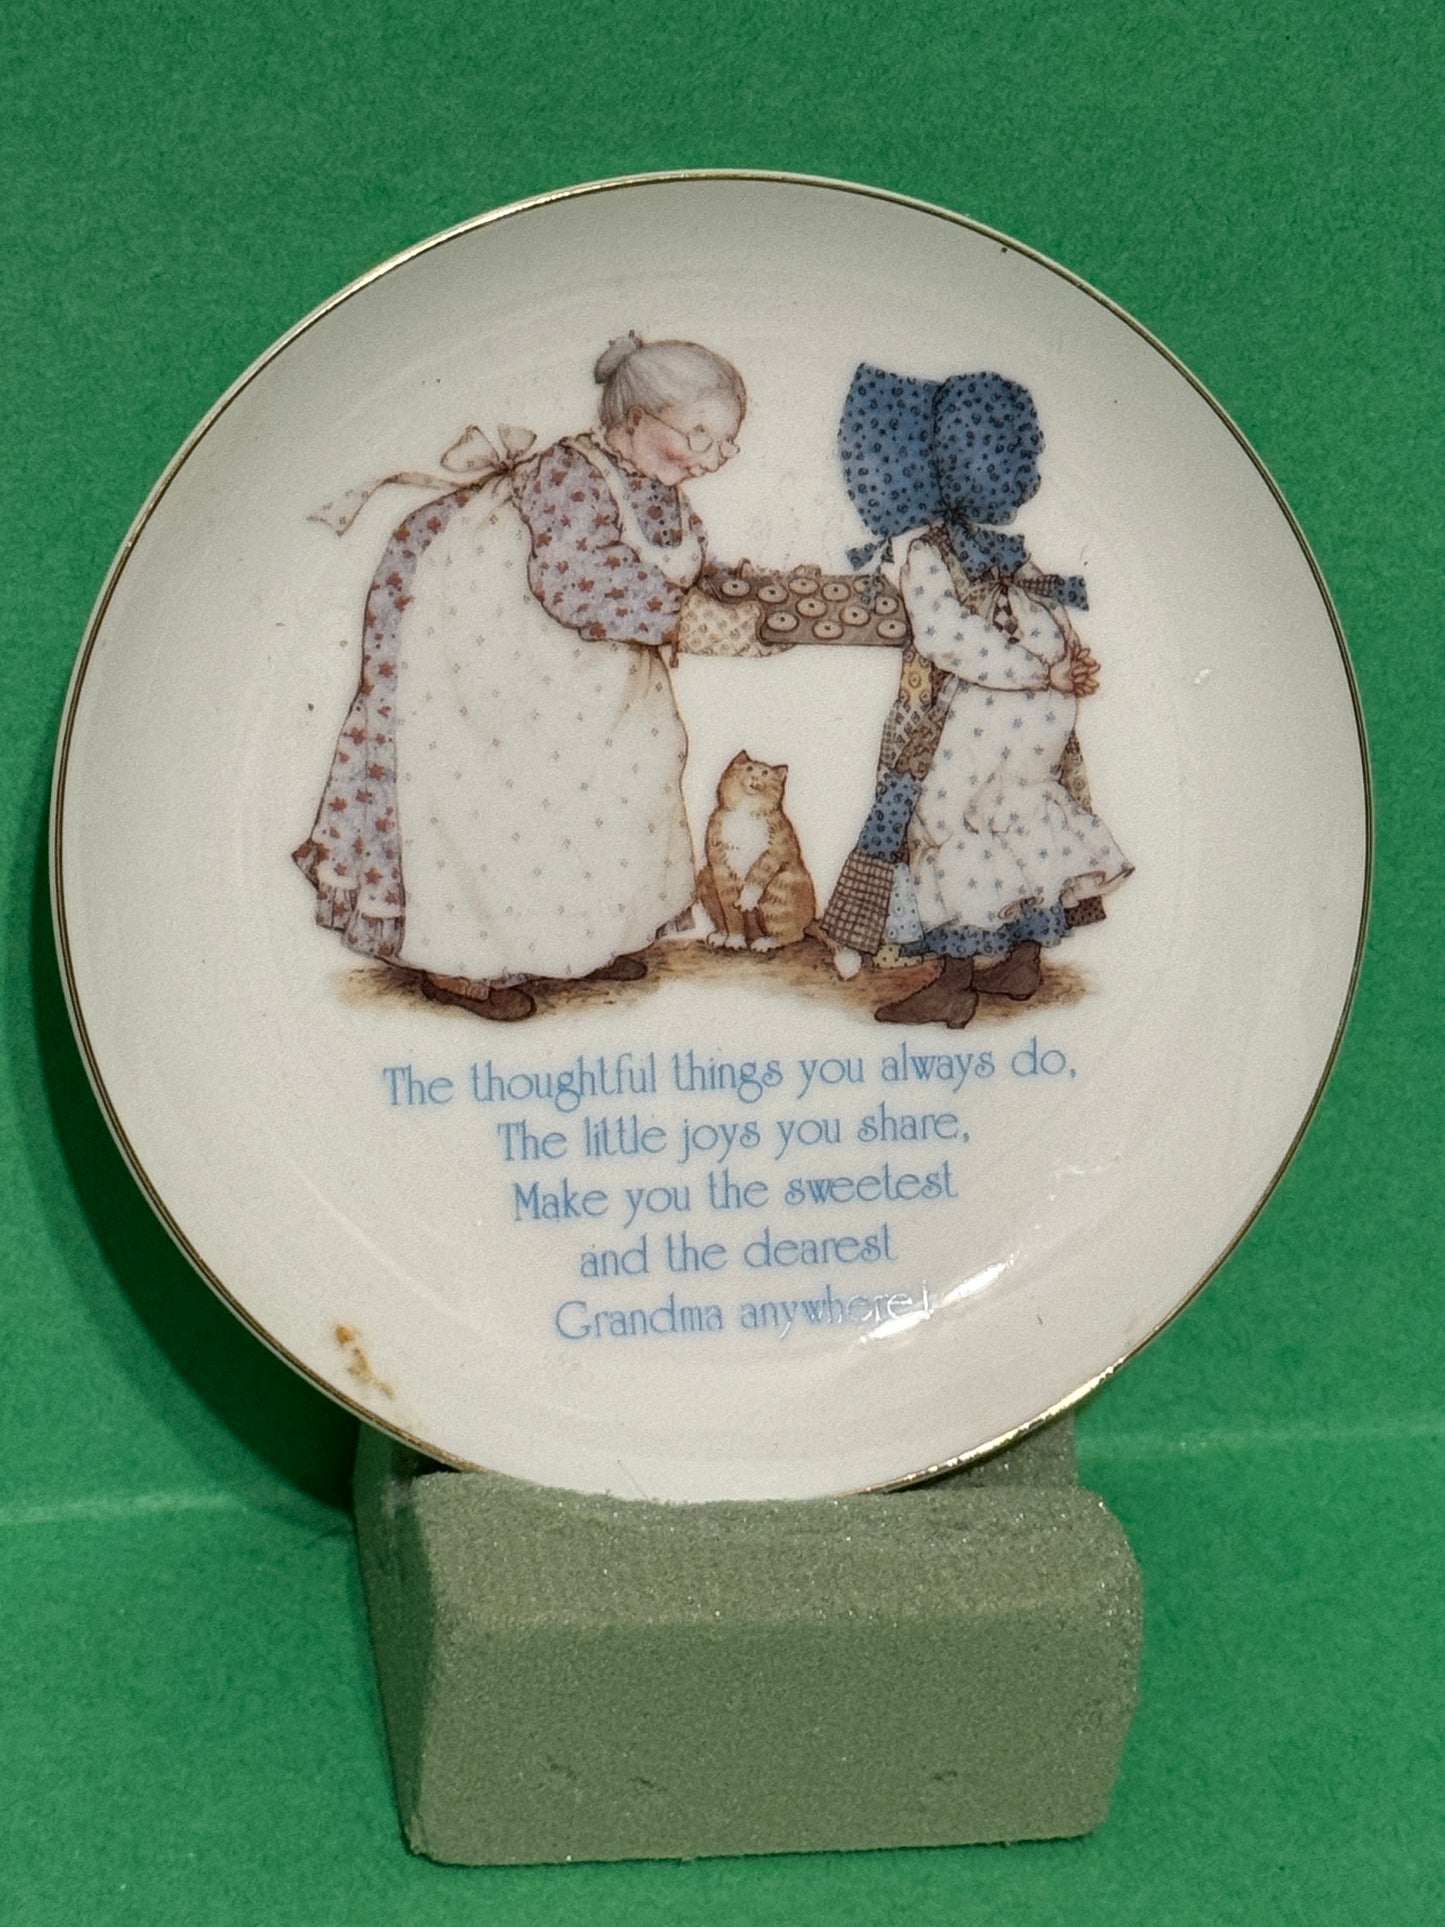 The thoughtful things you always do,
The little joys you share,
Make you the sweetest
and the dearest
Grandma anywhere!